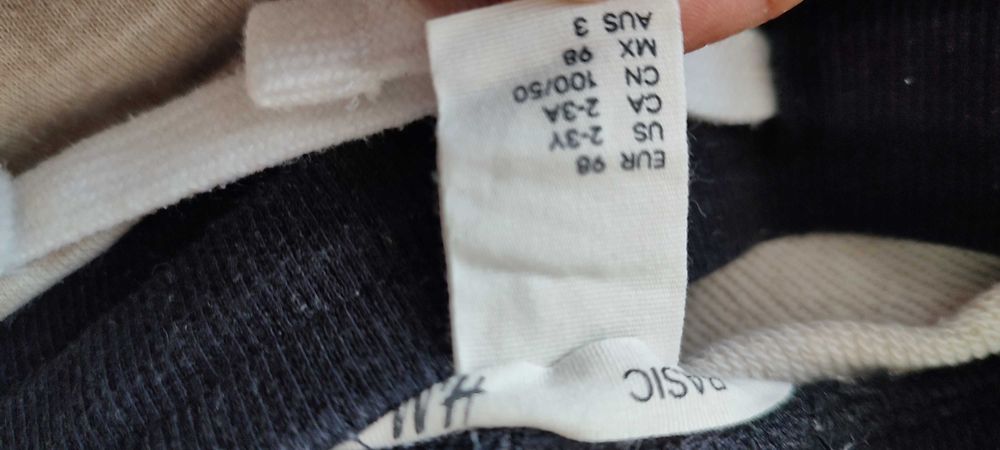 BASIC H&M
EUR 98
US 2-3Y
CA 2-3A
CN 100/50
MX 98
AUS 3